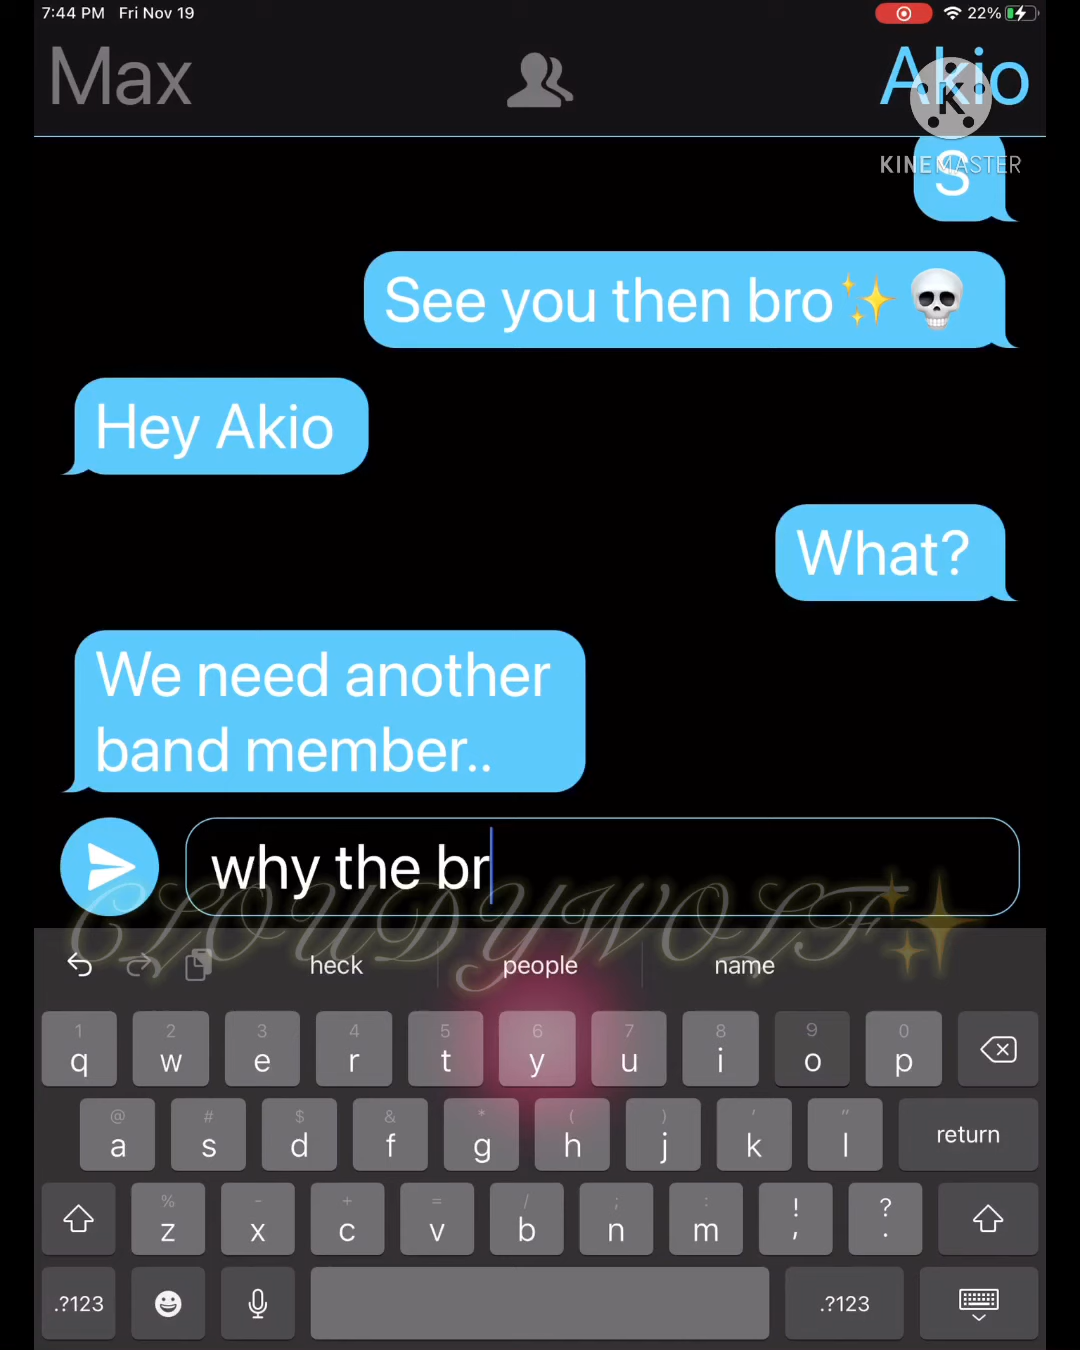 7:44 PM Fri Nov 19
22%
Max
Akio
K
KINEMASTER
S
See you then bro✨💀
Hey Akio
What?
We need another
band member..
why the br
CLOUDYWOLF✨
heck people name
1 2 3 4 5 6 7 8 9 0
q w e r t y u i o p
@ # $ & * ( ) ' "
a s d f g h j k l return
% - + = / ; : ! ?
z x c v b n m , .
.?123 .?123